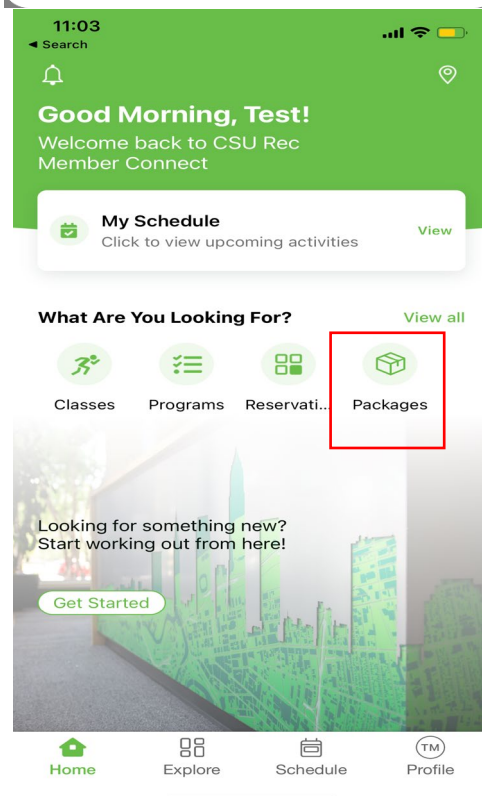 11:03
◄ Search
Good Morning, Test!
Welcome back to CSU Rec
Member Connect
My Schedule
Click to view upcoming activities
View
What Are You Looking For?
View all
Classes
Programs
Reservati...
Packages
Looking for something new?
Start working out from here!
Get Started
Home
Explore
Schedule
TM
Profile